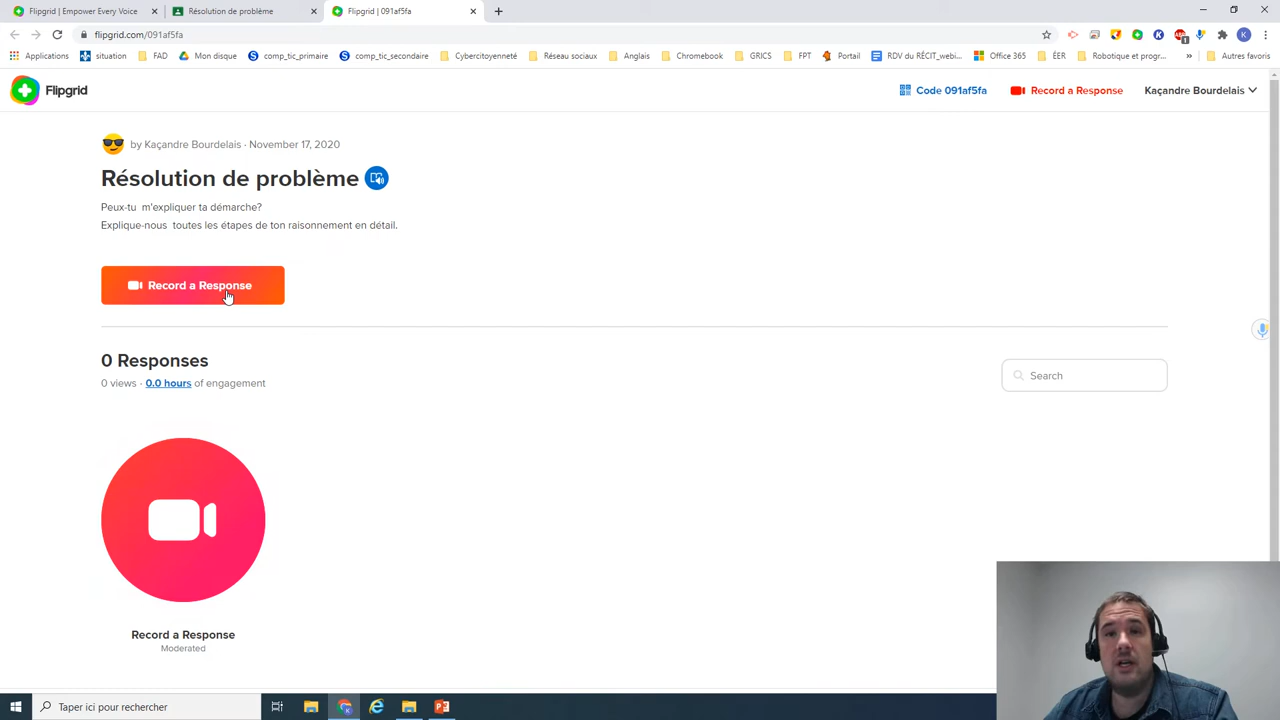 Flipgrid | Empower Every Voice
Résolution de problème
Flipgrid | 091af5fa
flipgrid.com/091af5fa
Applications
situation
FAD
Mon disque
comp_tic_primaire
comp_tic_secondaire
Cybercitoyenneté
Réseau sociaux
Anglais
Chromebook
GRICS
FPT
Portail
RDV du RÉCIT_webi...
Office 365
ÉER
Robotique et progr...
»
Autres favoris
Flipgrid
Code 091af5fa
Record a Response
Kaçandre Bourdelais
by Kaçandre Bourdelais · November 17, 2020
Résolution de problème
Peux-tu m'expliquer ta démarche?
Explique-nous toutes les étapes de ton raisonnement en détail.
Record a Response
0 Responses
0 views · 0.0 hours of engagement
Search
Record a Response
Moderated
Taper ici pour rechercher